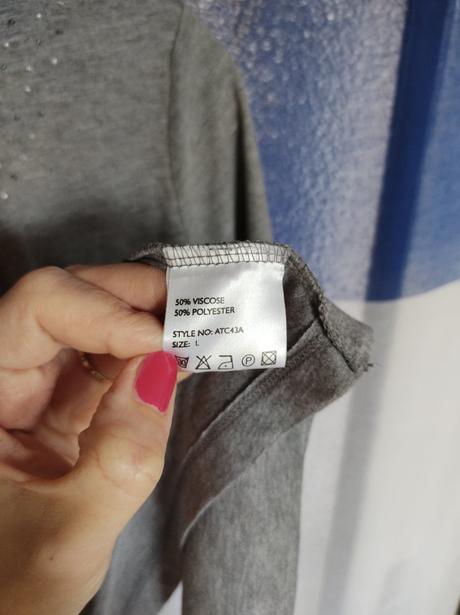 50% VISCOSE
50% POLYESTER
STYLE NO: ATC43A
SIZE: L
P